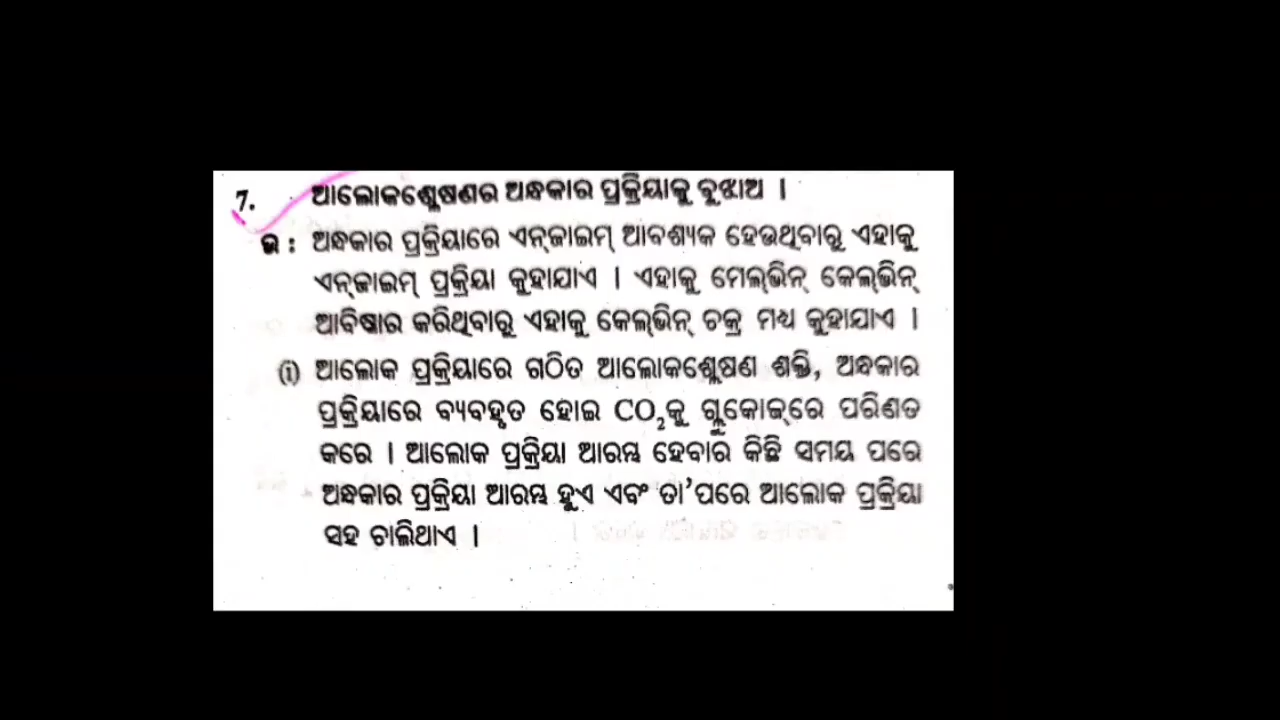 7. ଆଲୋକଶ୍ଳେଷଣର ଅନ୍ଧକାର ପ୍ରକ୍ରିୟାକୁ ବୁଝାଅ ।
ଉ : ଅନ୍ଧକାର ପ୍ରକ୍ରିୟାରେ ଏନ୍‌ଜାଇମ୍ ଆବଶ୍ୟକ ହେଉଥିବାରୁ ଏହାକୁ
ଏନ୍‌ଜାଇମ୍ ପ୍ରକ୍ରିୟା କୁହାଯାଏ । ଏହାକୁ ମେଲ୍‌ଭିନ୍ କେଲ୍‌ଭିନ୍
ଆବିଷ୍କାର କରିଥିବାରୁ ଏହାକୁ କେଲ୍‌ଭିନ୍ ଚକ୍ର ମଧ୍ୟ କୁହାଯାଏ ।
(i) ଆଲୋକ ପ୍ରକ୍ରିୟାରେ ଗଠିତ ଆଲୋକଶ୍ଳେଷଣ ଶକ୍ତି, ଅନ୍ଧକାର
ପ୍ରକ୍ରିୟାରେ ବ୍ୟବହୃତ ହୋଇ CO₂କୁ ଗ୍ଲୁକୋଜ୍‌ରେ ପରିଣତ
କରେ । ଆଲୋକ ପ୍ରକ୍ରିୟା ଆରମ୍ଭ ହେବାର କିଛି ସମୟ ପରେ
ଅନ୍ଧକାର ପ୍ରକ୍ରିୟା ଆରମ୍ଭ ହୁଏ ଏବଂ ତା’ପରେ ଆଲୋକ ପ୍ରକ୍ରିୟା
ସହ ଚାଲିଥାଏ ।